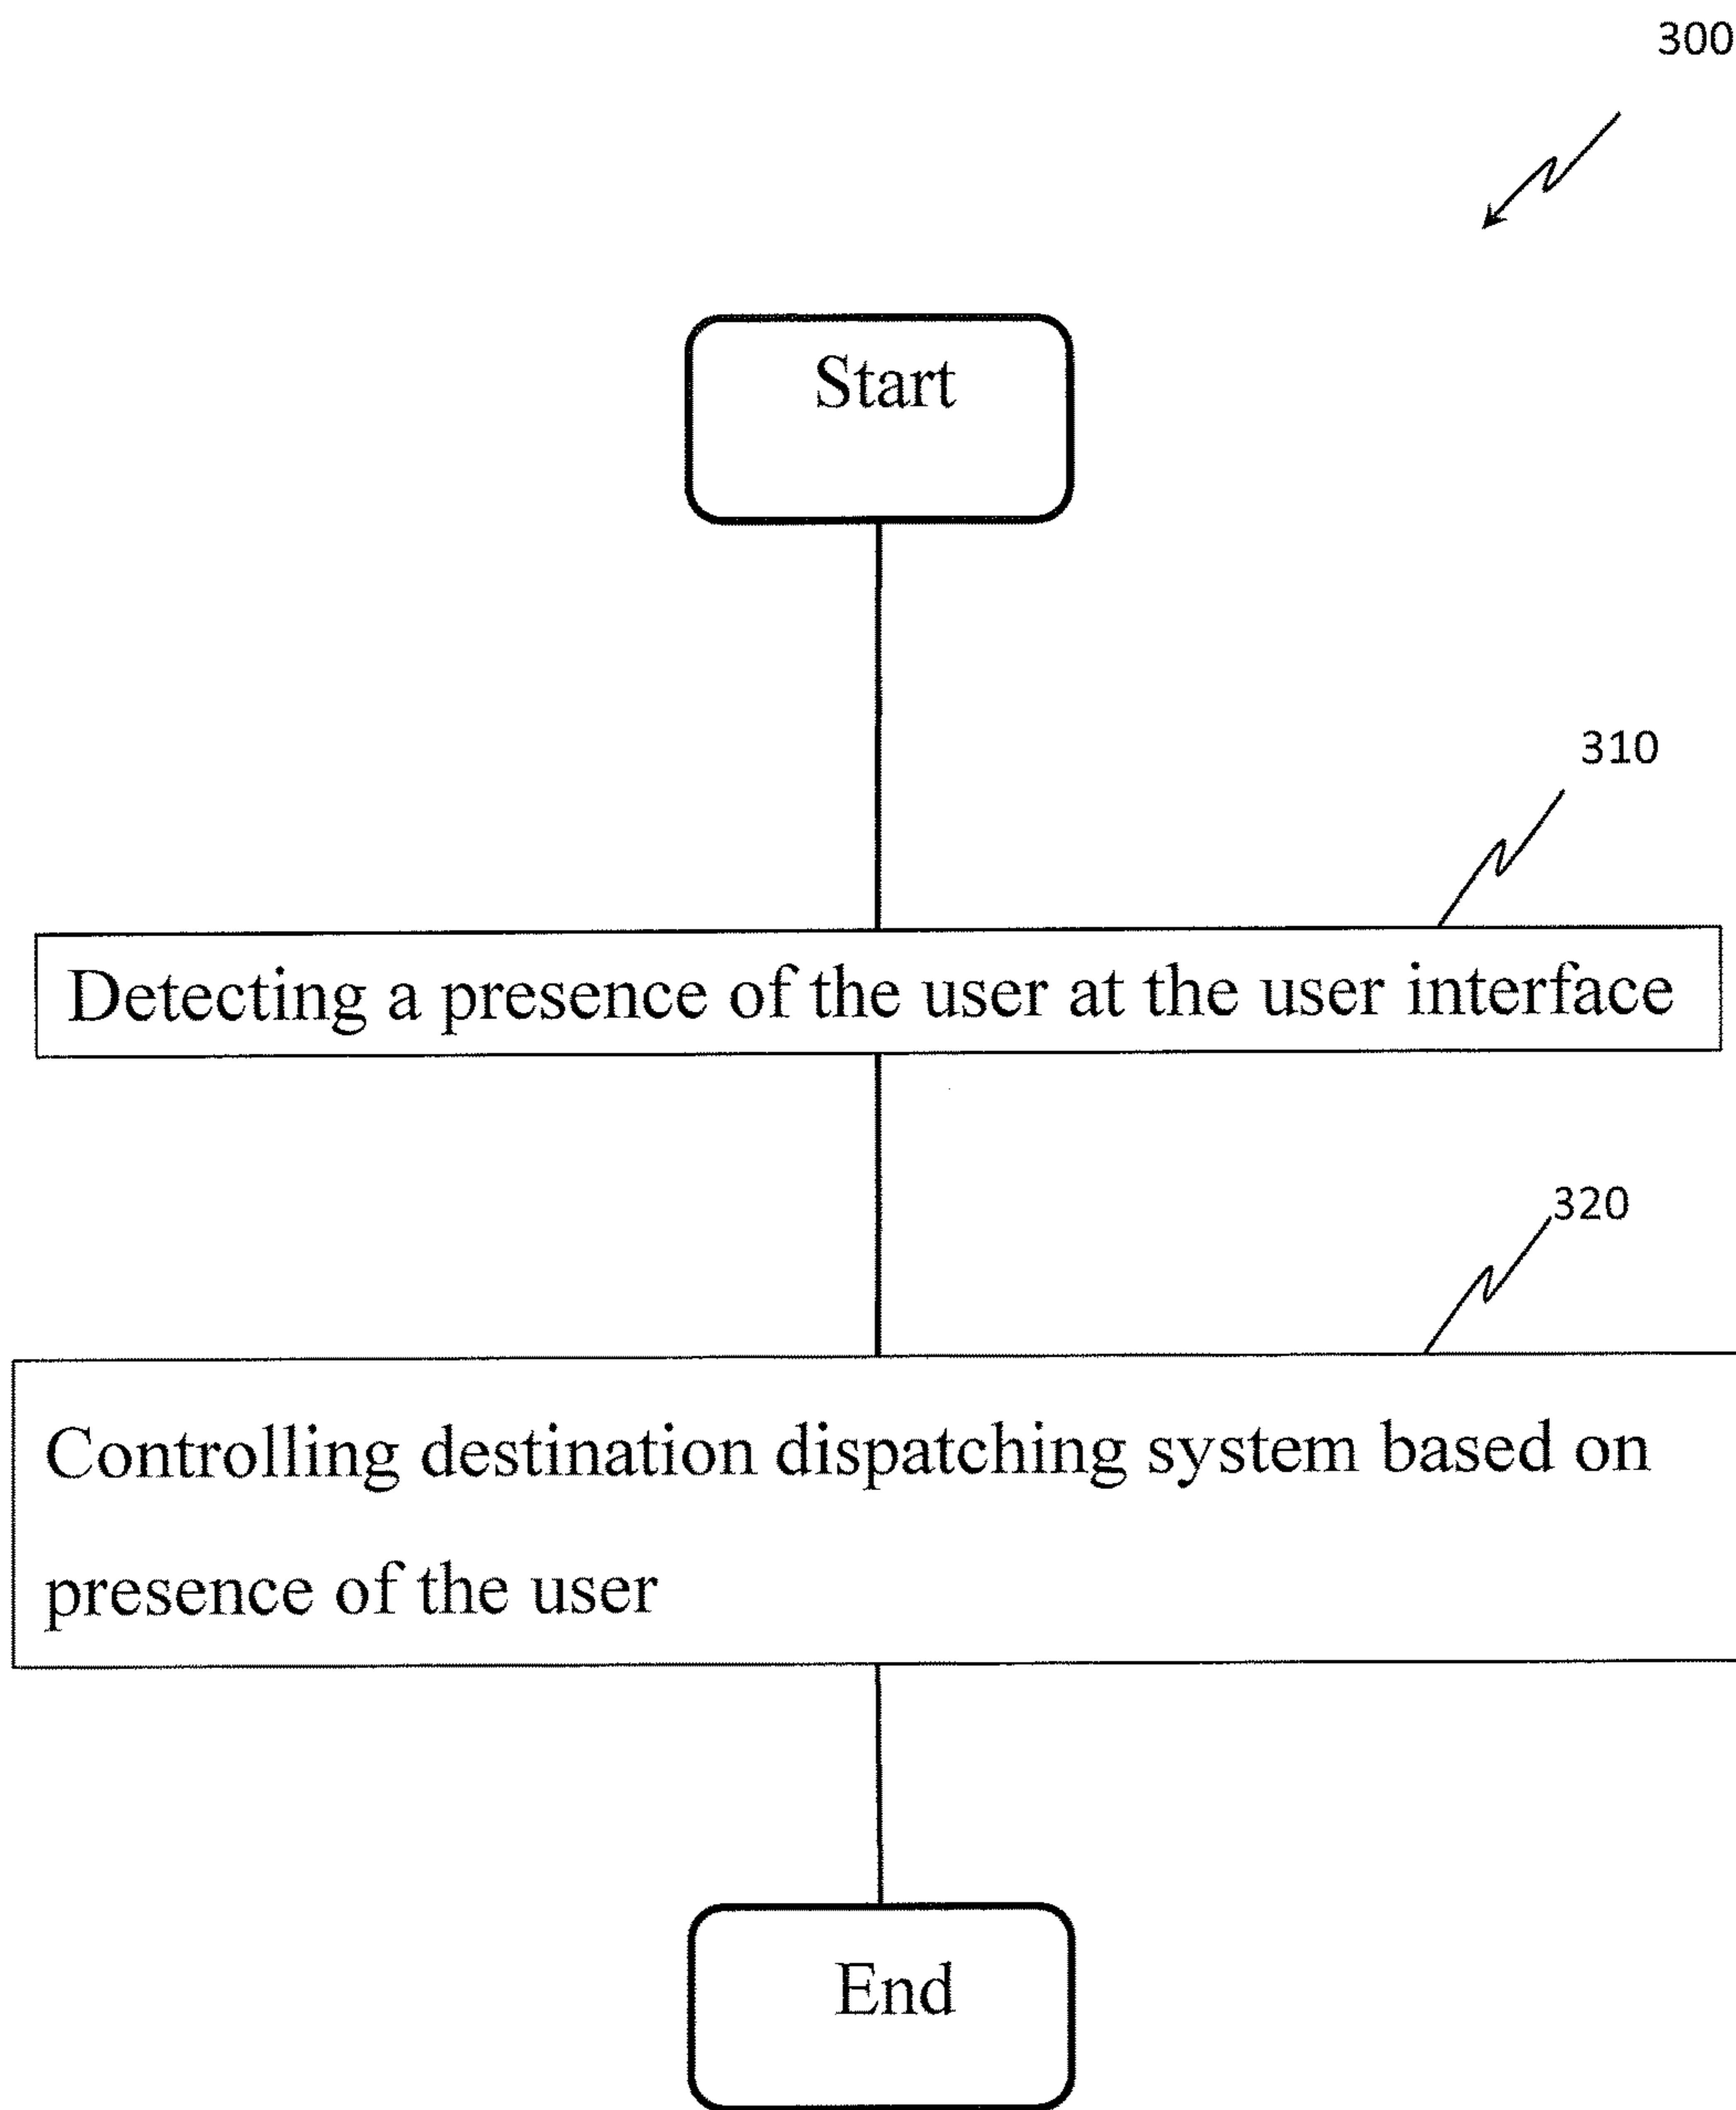 300
Start
310
Detecting a presence of the user at the user interface
320
Controlling destination dispatching system based on
presence of the user
End